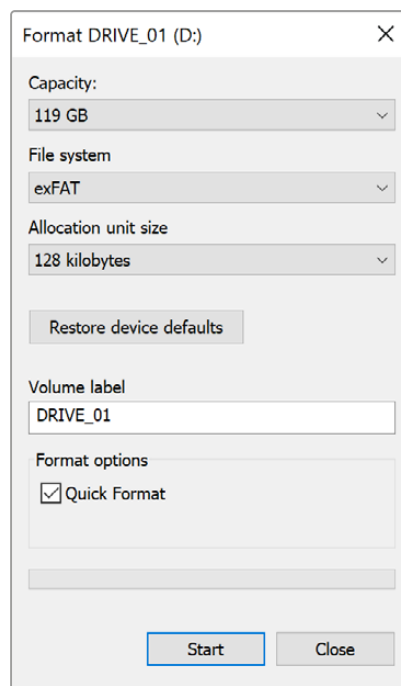 Format DRIVE_01 (D:)
Capacity:
119 GB
File system
exFAT
Allocation unit size
128 kilobytes
Restore device defaults
Volume label
DRIVE_01
Format options
Quick Format
Start Close